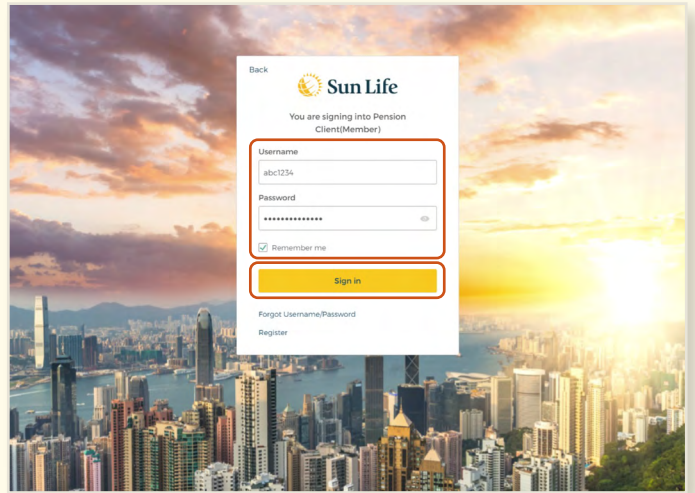 Back
Sun Life
You are signing into Pension
Client(Member)
Username
abc1234
Password
••••••••••••••
Remember me
Sign in
Forgot Username/Password
Register